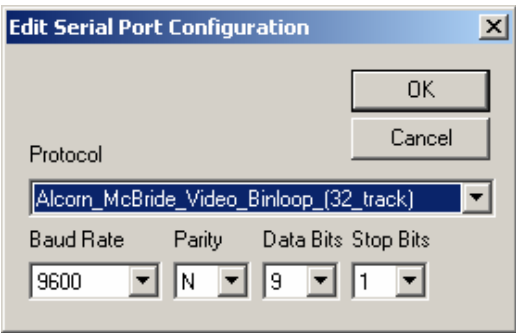 Edit Serial Port Configuration
OK
Cancel
Protocol
Alcorn_McBride_Video_Binloop_(32_track)
Baud Rate Parity Data Bits Stop Bits
9600 N 9 1